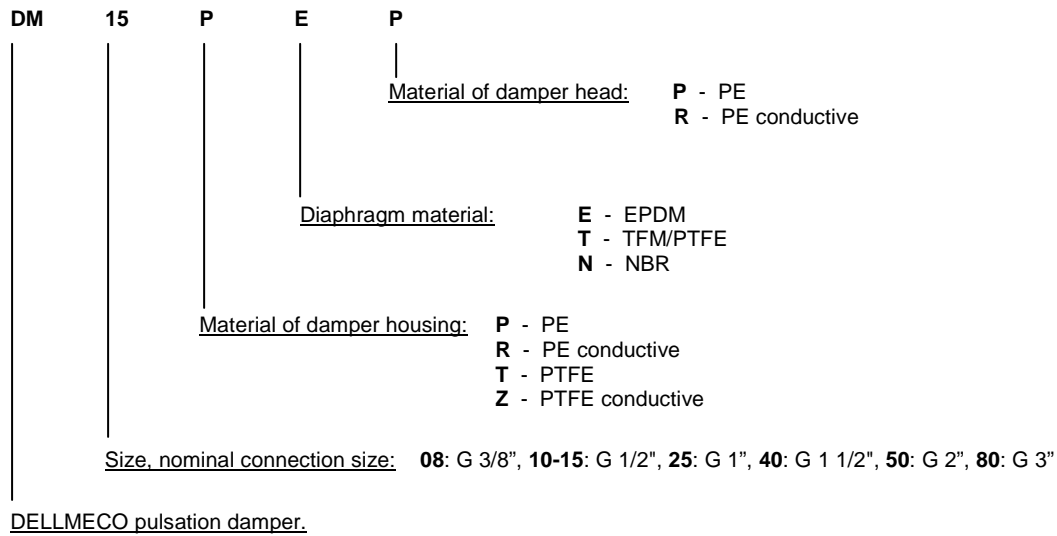 DM 15 P E P
Material of damper head: P - PE
R - PE conductive
Diaphragm material: E - EPDM
T - TFM/PTFE
N - NBR
Material of damper housing: P - PE
R - PE conductive
T - PTFE
Z - PTFE conductive
Size, nominal connection size: 08: G 3/8”, 10-15: G 1/2", 25: G 1”, 40: G 1 1/2", 50: G 2”, 80: G 3”
DELLMECO pulsation damper.